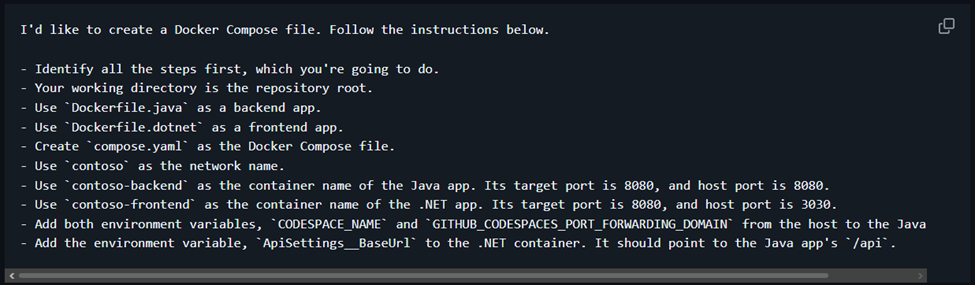 I'd like to create a Docker Compose file. Follow the instructions below.
- Identify all the steps first, which you're going to do.
- Your working directory is the repository root.
- Use `Dockerfile.java` as a backend app.
- Use `Dockerfile.dotnet` as a frontend app.
- Create `compose.yaml` as the Docker Compose file.
- Use `contoso` as the network name.
- Use `contoso-backend` as the container name of the Java app. Its target port is 8080, and host port is 8080.
- Use `contoso-frontend` as the container name of the .NET app. Its target port is 8080, and host port is 3030.
- Add both environment variables, `CODESPACE_NAME` and `GITHUB_CODESPACES_PORT_FORWARDING_DOMAIN` from the host to the Java
- Add the environment variable, `ApiSettings__BaseUrl` to the .NET container. It should point to the Java app's `/api`.